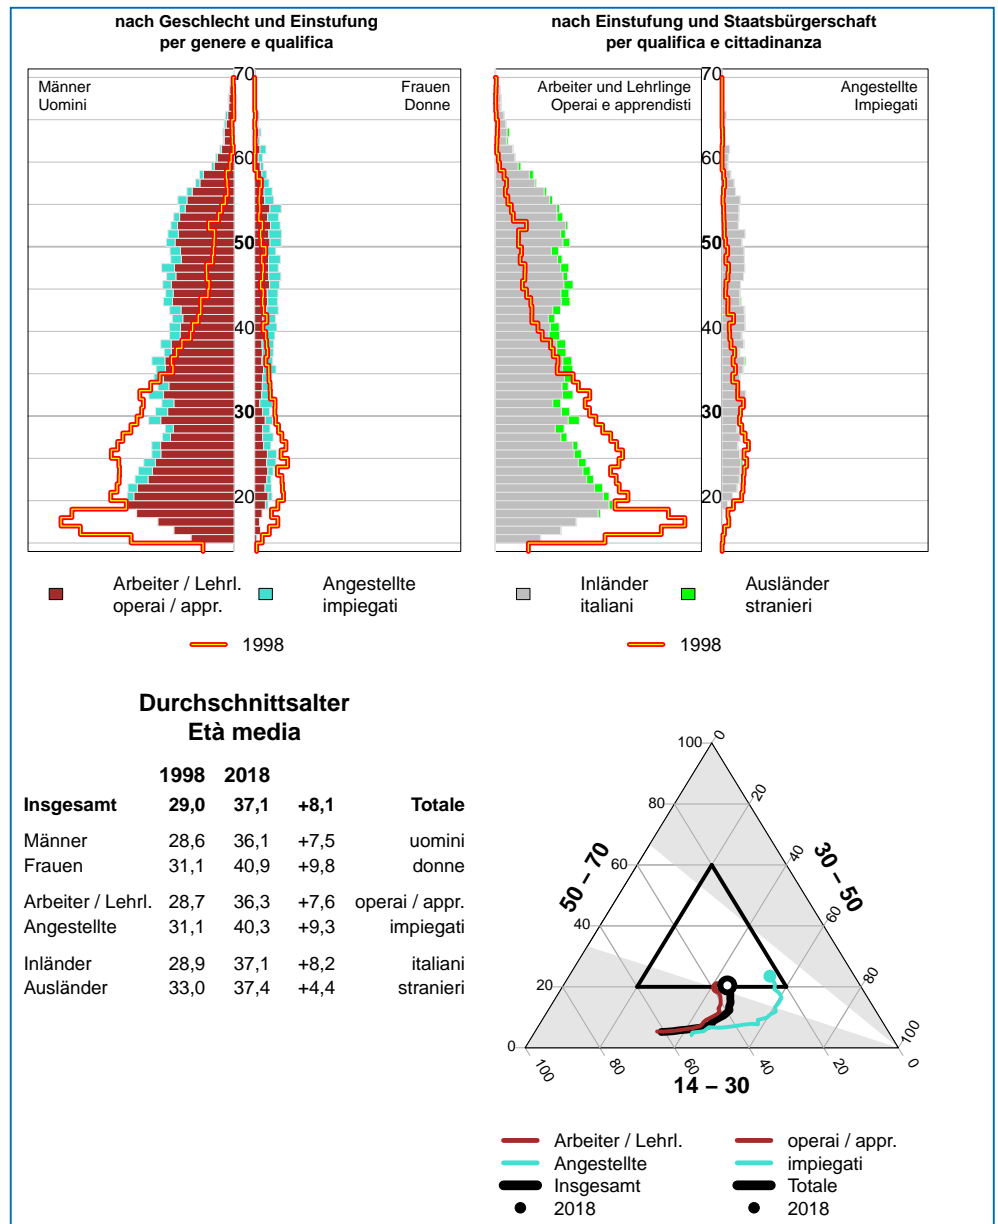 nach Geschlecht und Einstufung
per genere e qualifica
nach Einstufung und Staatsbürgerschaft
per qualifica e cittadinanza
Männer
Uomini
Frauen
Donne
70
60
50
40
30
20
Arbeiter und Lehrlinge
Operai e apprendisti
Angestellte
Impiegati
70
60
50
40
30
20
Arbeiter / Lehrl.
operai / appr.
Angestellte
impiegati
1998
Inländer
italiani
Ausländer
stranieri
1998
Durchschnittsalter
Età media
1998 2018
Insgesamt 29,0 37,1 +8,1 Totale
Männer 28,6 36,1 +7,5 uomini
Frauen 31,1 40,9 +9,8 donne
Arbeiter / Lehrl. 28,7 36,3 +7,6 operai / appr.
Angestellte 31,1 40,3 +9,3 impiegati
Inländer 28,9 37,1 +8,2 italiani
Ausländer 33,0 37,4 +4,4 stranieri
100 0
80 20
60 40
40 60
20 80
0 100
50 – 70
30 – 50
100 80 60 40 20 0
14 – 30
Arbeiter / Lehrl. operai / appr.
Angestellte impiegati
Insgesamt Totale
2018 2018